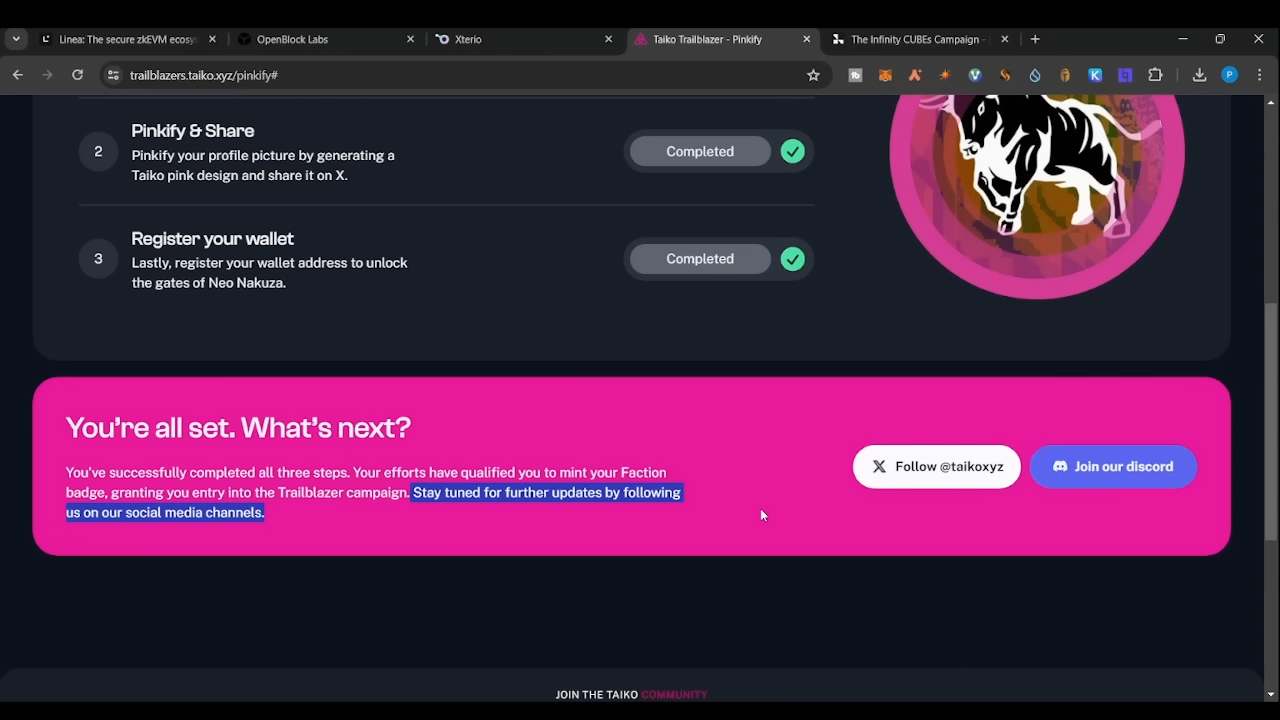 Linea: The secure zkEVM ecosys
OpenBlock Labs
Xterio
Taiko Trailblazer - Pinkify
The Infinity CUBEs Campaign -
trailblazers.taiko.xyz/pinkify#
P
2
Pinkify & Share
Pinkify your profile picture by generating a
Taiko pink design and share it on X.
Completed
3
Register your wallet
Lastly, register your wallet address to unlock
the gates of Neo Nakuza.
Completed
You're all set. What's next?
You've successfully completed all three steps. Your efforts have qualified you to mint your Faction
badge, granting you entry into the Trailblazer campaign. Stay tuned for further updates by following
us on our social media channels.
Follow @taikoxyz
Join our discord
JOIN THE TAIKO COMMUNITY